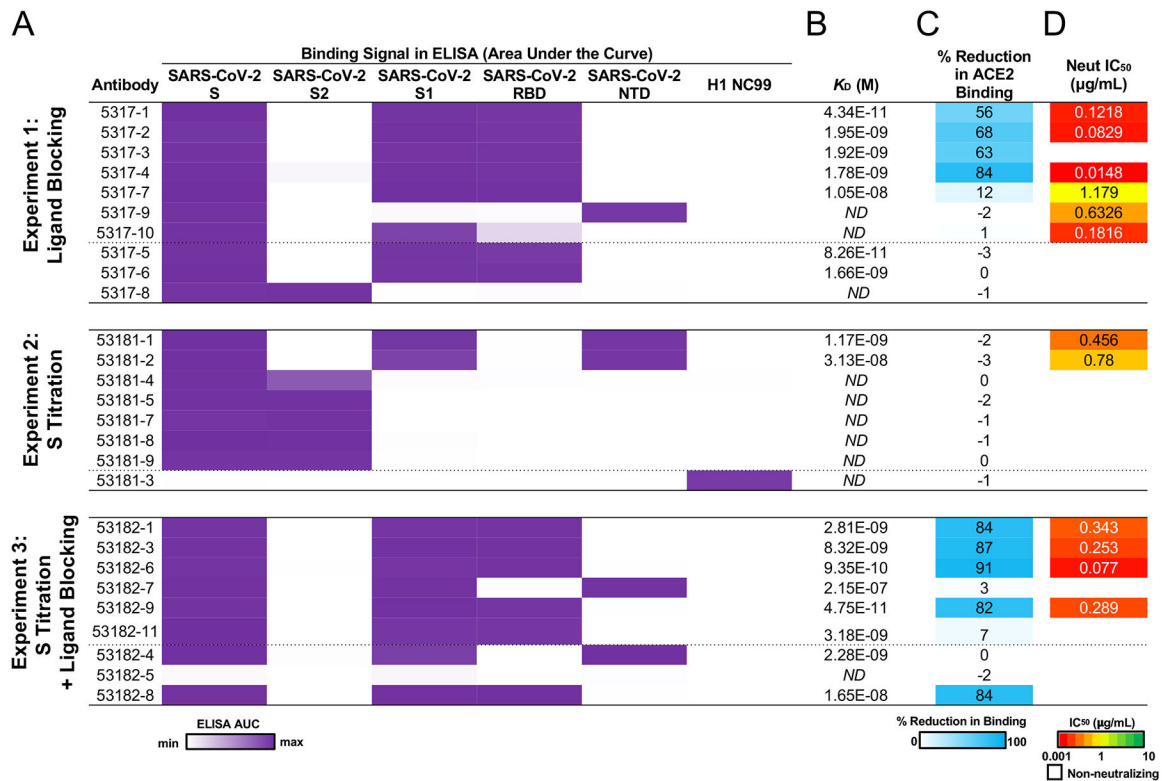 A B C D
Binding Signal in ELISA (Area Under the Curve)
Antibody SARS-CoV-2 S SARS-CoV-2 S2 SARS-CoV-2 S1 SARS-CoV-2 RBD SARS-CoV-2 NTD H1 NC99 KD (M) % Reduction in ACE2 Binding Neut IC50 (µg/mL)
Experiment 1:
Ligand Blocking
5317-1 4.34E-11 56 0.1218
5317-2 1.95E-09 68 0.0829
5317-3 1.92E-09 63
5317-4 1.78E-09 84 0.0148
5317-7 1.05E-08 12 1.179
5317-9 ND -2 0.6326
5317-10 ND 1 0.1816
5317-5 8.26E-11 -3
5317-6 1.66E-09 0
5317-8 ND -1
Experiment 2:
S Titration
53181-1 1.17E-09 -2 0.456
53181-2 3.13E-08 -3 0.78
53181-4 ND 0
53181-5 ND -2
53181-7 ND -1
53181-8 ND -1
53181-9 ND 0
53181-3 ND -1
Experiment 3:
S Titration
+ Ligand Blocking
53182-1 2.81E-09 84 0.343
53182-3 8.32E-09 87 0.253
53182-6 9.35E-10 91 0.077
53182-7 2.15E-07 3
53182-9 4.75E-11 82 0.289
53182-11 3.18E-09 7
53182-4 2.28E-09 0
53182-5 ND -2
53182-8 1.65E-08 84
ELISA AUC
min max
% Reduction in Binding
0 100
IC50 (µg/mL)
0.001 1 10
Non-neutralizing